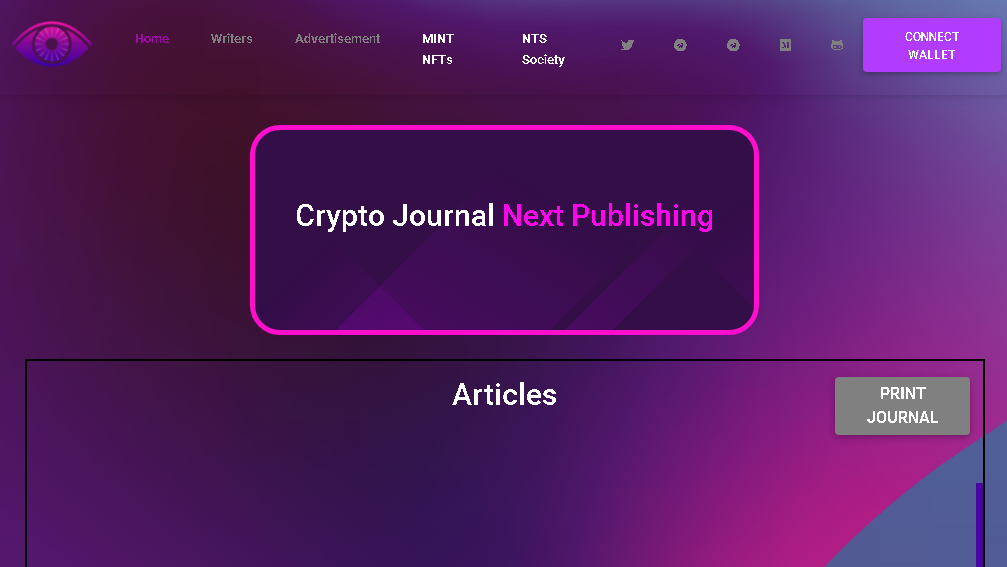 Home
Writers
Advertisement
MINT
NFTs
NTS
Society
CONNECT
WALLET
Crypto Journal Next Publishing
Articles
PRINT
JOURNAL